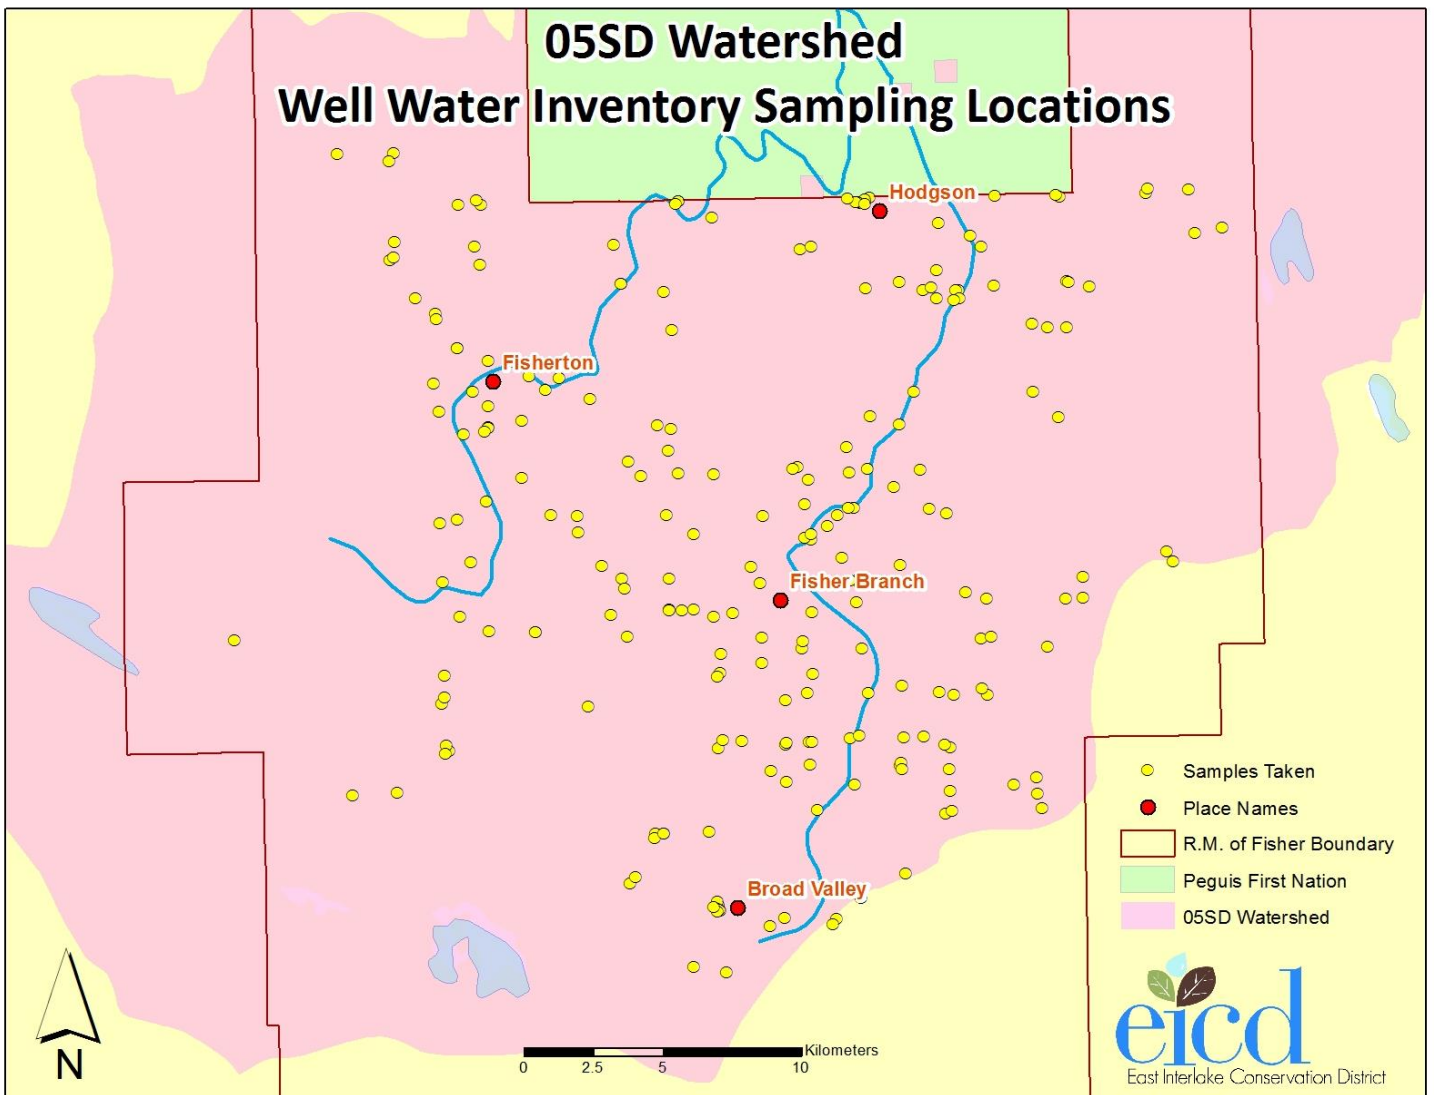 05SD Watershed
Well Water Inventory Sampling Locations
Hodgson
Fisherton
Fisher Branch
Broad Valley
Samples Taken
Place Names
R.M. of Fisher Boundary
Peguis First Nation
05SD Watershed
N
Kilometers
0 2.5 5 10
eicd
East Interlake Conservation District